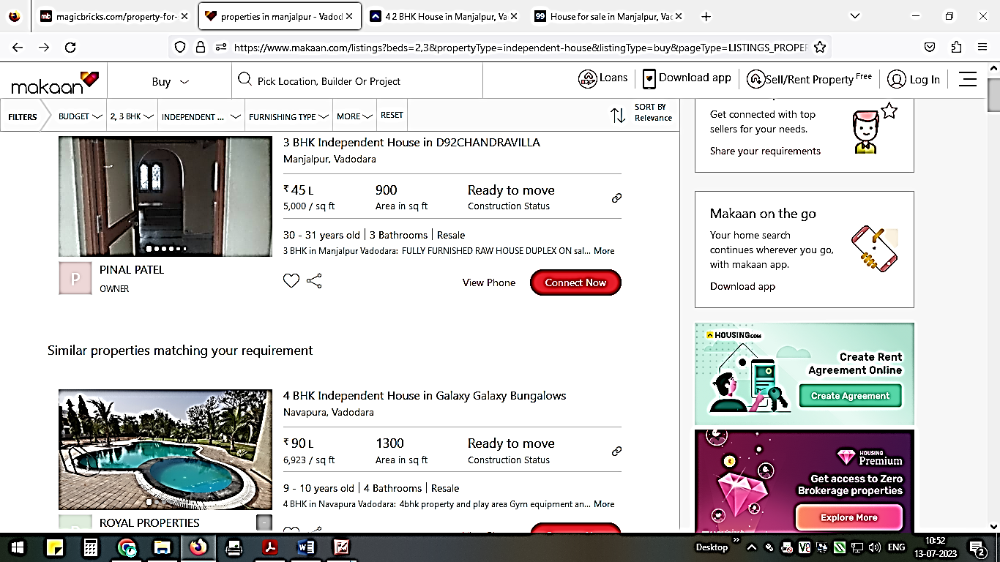 magicbricks.com/property-for-
properties in manjalpur - Vadod
4 2 BHK House in Manjalpur, Va
House for sale in Manjalpur, Vac
https://www.makaan.com/listings?beds=2,3&propertyType=independent-house&listingType=buy&pageType=LISTINGS_PROPER
makaan
Buy
Pick Location, Builder Or Project
Loans
Download app
Sell/Rent Property Free
Log In
FILTERS
BUDGET
2, 3 BHK
INDEPENDENT ...
FURNISHING TYPE
MORE
RESET
SORT BY
Relevance
3 BHK Independent House in D92CHANDRAVILLA
Manjalpur, Vadodara
₹ 45 L
5,000 / sq ft
900
Area in sq ft
Ready to move
Construction Status
30 - 31 years old | 3 Bathrooms | Resale
3 BHK in Manjalpur Vadodara: FULLY FURNISHED RAW HOUSE DUPLEX ON sal... More
P
PINAL PATEL
OWNER
View Phone
Connect Now
Similar properties matching your requirement
4 BHK Independent House in Galaxy Galaxy Bungalows
Navapura, Vadodara
₹ 90 L
6,923 / sq ft
1300
Area in sq ft
Ready to move
Construction Status
9 - 10 years old | 4 Bathrooms | Resale
4 BHK in Navapura Vadodara: 4bhk property and play area Gym equipment an... More
ROYAL PROPERTIES
Get connected with top
sellers for your needs.
Share your requirements
Makaan on the go
Your home search
continues wherever you go,
with makaan app.
Download app
HOUSING.COM
Create Rent
Agreement Online
Create Agreement
HOUSING
Premium
Get access to Zero
Brokerage properties
Explore More
Desktop
ENG
10:52
13-07-2023
2